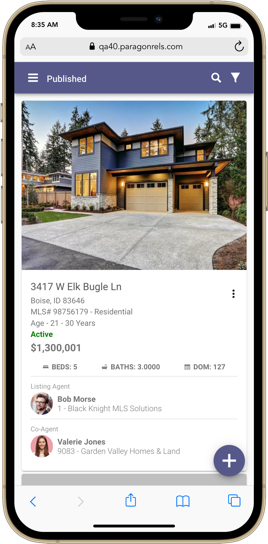 8:35 AM
5G
AA qa40.paragonrels.com
Published
3417 W Elk Bugle Ln
Boise, ID 83646
MLS# 98756179 - Residential
Age - 21 - 30 Years
Active
$1,300,001
BEDS: 5 BATHS: 3.0000 DOM: 127
Listing Agent
Bob Morse
1 - Black Knight MLS Solutions
Co-Agent
Valerie Jones
9083 - Garden Valley Homes & Land